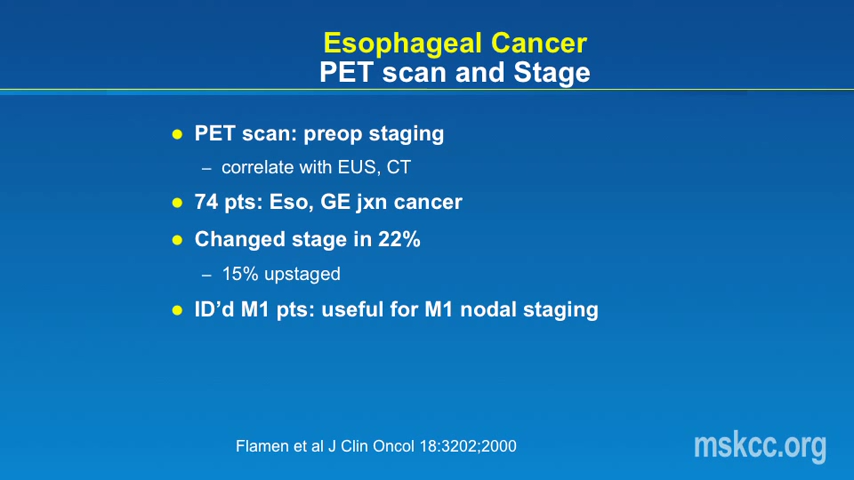 Esophageal Cancer
PET scan and Stage
● PET scan: preop staging
– correlate with EUS, CT
● 74 pts: Eso, GE jxn cancer
● Changed stage in 22%
– 15% upstaged
● ID’d M1 pts: useful for M1 nodal staging
Flamen et al J Clin Oncol 18:3202;2000
mskcc.org